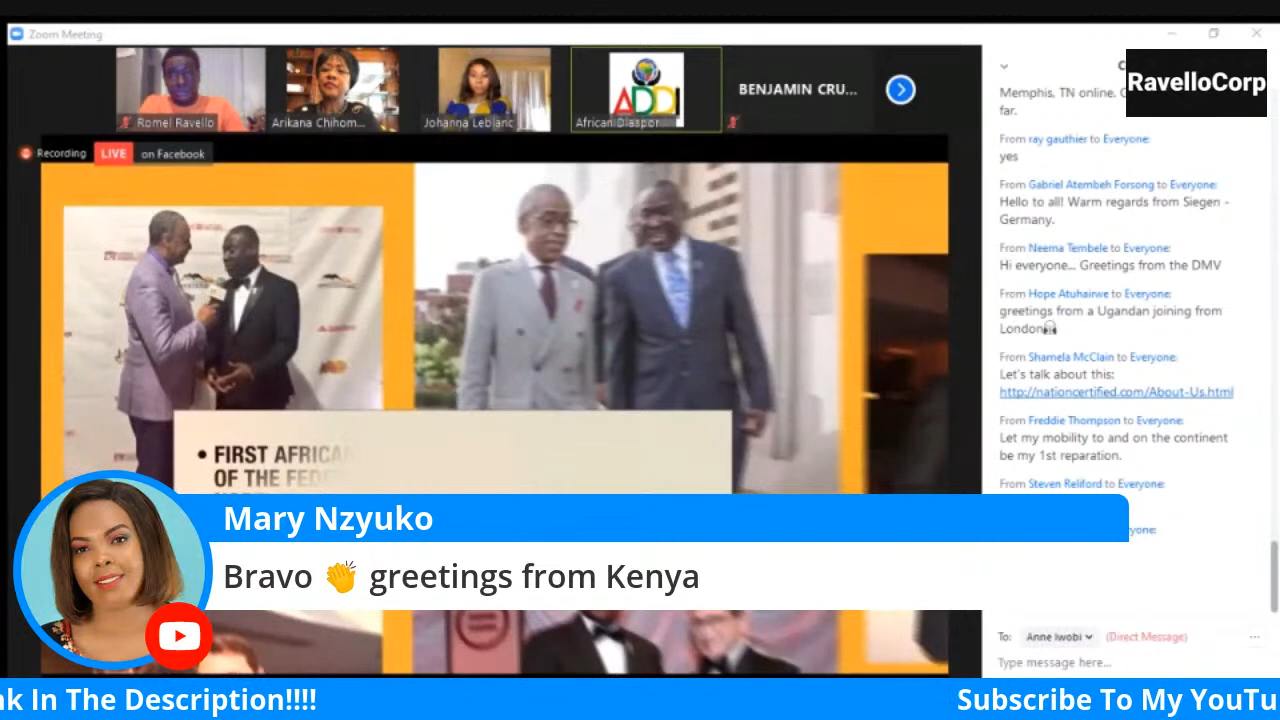 Zoom Meeting
RavelloCorp
Romel Ravello
Arikana Chihom...
Johanna Leblanc
ADDI
African Diaspor
BENJAMIN CRU...
Recording
LIVE
on Facebook
• FIRST AFRICA
OF THE FEDE
Memphis, TN online.
far.
From ray gauthier to Everyone:
yes
From Gabriel Atembeh Forsong to Everyone:
Hello to all! Warm regards from Siegen -
Germany.
From Neema Tembele to Everyone:
Hi everyone... Greetings from the DMV
From Hope Atuhairwe to Everyone:
greetings from a Ugandan joining from
London
From Shamela McClain to Everyone:
Let's talk about this:
http://nationcertified.com/About-Us.html
From Freddie Thompson to Everyone:
Let my mobility to and on the continent
be my 1st reparation.
From Steven Reliford to Everyone:
yone:
Mary Nzyuko
Bravo 👏 greetings from Kenya
To: Anne Iwobi (Direct Message) ...
Type message here...
nk In The Description!!!!
Subscribe To My YouTu